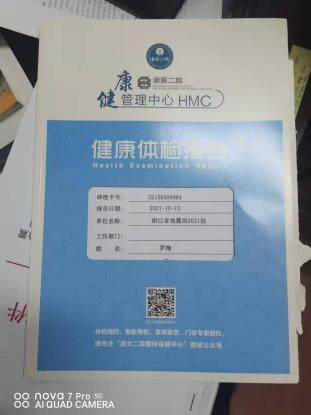 浙医二院
健康管理中心 HMC
健康体检报告
Health Examination Report
体检卡号: 32156300094
报告日期: 2021-10-13
单位名称: 浙江省地震局2021处
工作部门:
姓 名: 罗楠
体检预约、智能导检、查询报告、门诊专家预约,
请关注“浙大二院国际保健中心”微信公众号
nova 7 Pro 5G
AI QUAD CAMERA